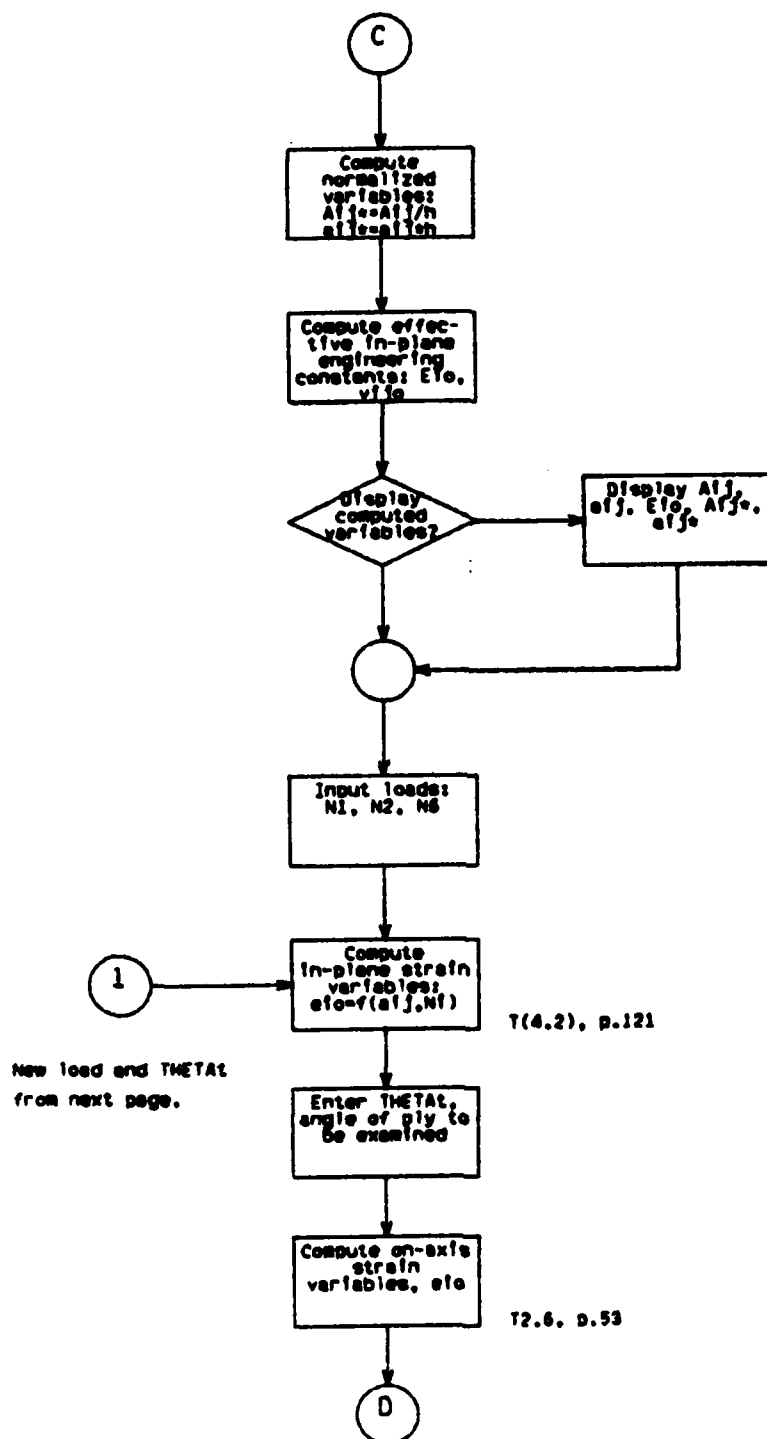 C
Compute
normalized
variables:
Aij*=Aij/h
aij*=aij*h
Compute effec-
tive in-plane
engineering
constants: Eio,
vijo
Display
computed
variables?
Display Aij,
aij, Eio, Aij*,
aij*
Input loads:
N1, N2, N6
Compute
in-plane strain
variables:
eio=f(aij,Ni)
1
T(4.2), p.121
New load and THETAt
from next page.
Enter THETAt,
angle of ply to
be examined
Compute on-axis
strain
variables, eio
T2.6, p.53
D